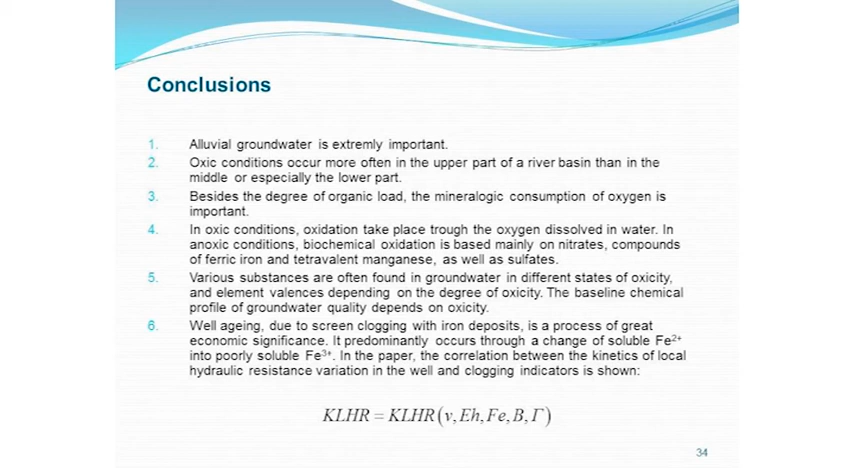 Conclusions
1. Alluvial groundwater is extremly important.
2. Oxic conditions occur more often in the upper part of a river basin than in the
middle or especially the lower part.
3. Besides the degree of organic load, the mineralogic consumption of oxygen is
important.
4. In oxic conditions, oxidation take place trough the oxygen dissolved in water. In
anoxic conditions, biochemical oxidation is based mainly on nitrates, compounds
of ferric iron and tetravalent manganese, as well as sulfates.
5. Various substances are often found in groundwater in different states of oxicity,
and element valences depending on the degree of oxicity. The baseline chemical
profile of groundwater quality depends on oxicity.
6. Well ageing, due to screen clogging with iron deposits, is a process of great
economic significance. It predominantly occurs through a change of soluble Fe²⁺
into poorly soluble Fe³⁺. In the paper, the correlation between the kinetics of local
hydraulic resistance variation in the well and clogging indicators is shown:
KLHR = KLHR(v, Eh, Fe, B, Γ)
34